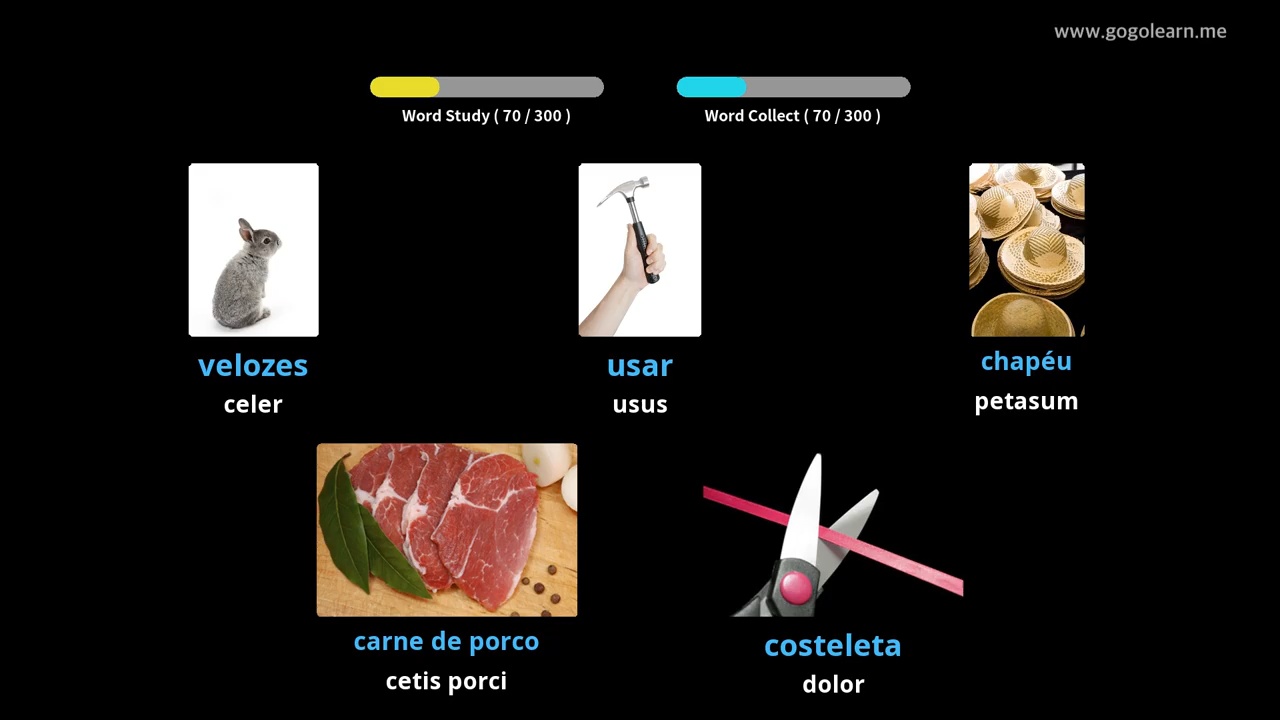 www.gogolearn.me
Word Study ( 70 / 300 )
Word Collect ( 70 / 300 )
velozes
celer
usar
usus
chapéu
petasum
carne de porco
cetis porci
costeleta
dolor